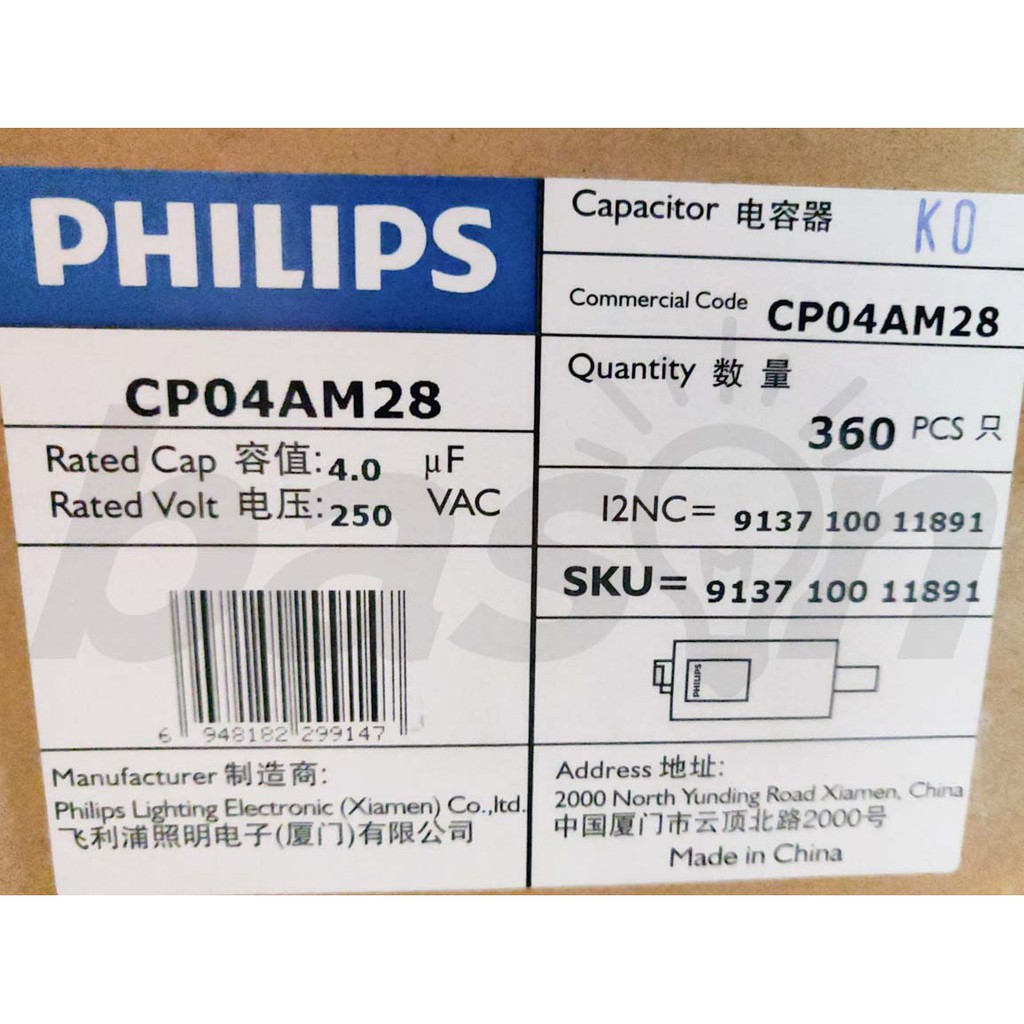 PHILIPS
CP04AM28
Rated Cap 容值: 4.0 μF
Rated Volt 电压: 250 VAC
6 948182 299147
Manufacturer 制造商:
Philips Lighting Electronic (Xiamen) Co.,ltd.
飞利浦照明电子(厦门)有限公司
Capacitor 电容器 KO
Commercial Code CP04AM28
Quantity 数 量
360 PCS 只
12NC= 9137 100 11891
SKU= 9137 100 11891
PHILIPS
Address 地址:
2000 North Yunding Road Xiamen, China
中国厦门市云顶北路2000号
Made in China
bason